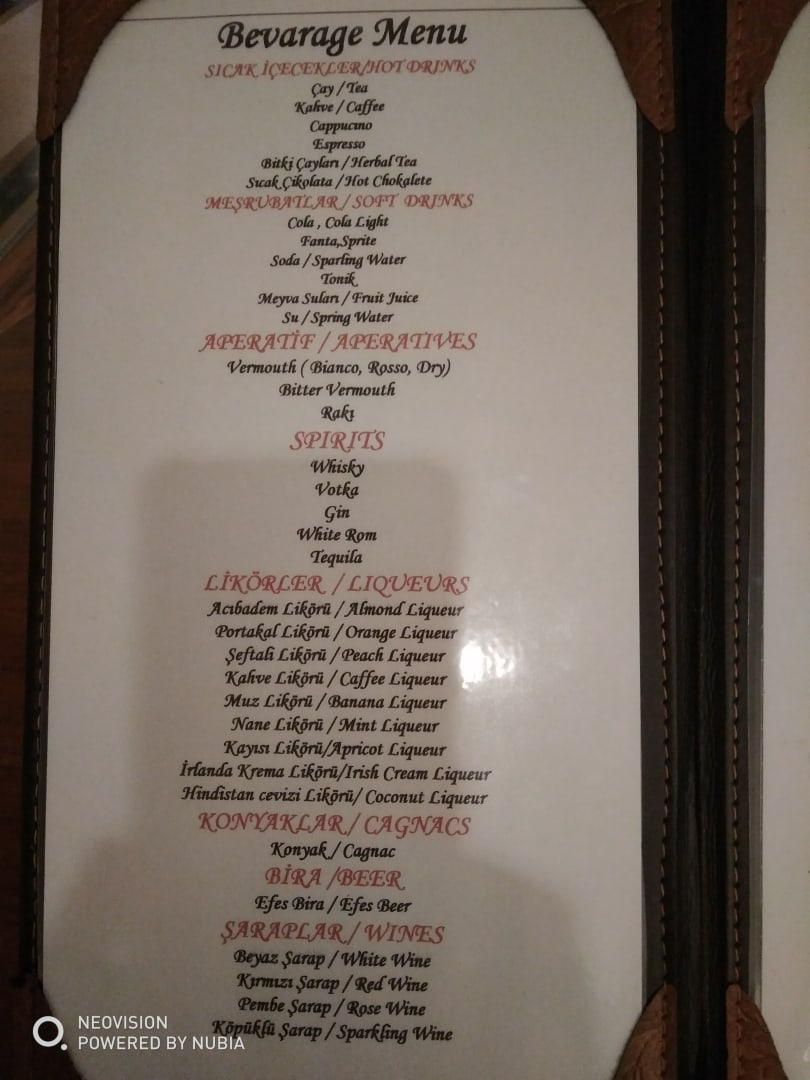 Bevarage Menu
SICAK İÇECEKLER/HOT DRINKS
Çay / Tea
Kahve / Caffee
Cappucıno
Espresso
Bitki Çayları / Herbal Tea
Sıcak Çikolata / Hot Chokalete
MEŞRUBATLAR / SOFT DRINKS
Cola , Cola Light
Fanta,Sprite
Soda / Sparling Water
Tonik
Meyva Suları / Fruit Juice
Su / Spring Water
APERATİF / APERATIVES
Vermouth ( Bianco, Rosso, Dry)
Bitter Vermouth
Rakı
SPIRITS
Whisky
Votka
Gin
White Rom
Tequila
LİKÖRLER / LIQUEURS
Acıbadem Likörü / Almond Liqueur
Portakal Likörü / Orange Liqueur
Şeftali Likörü / Peach Liqueur
Kahve Likörü / Caffee Liqueur
Muz Likörü / Banana Liqueur
Nane Likörü / Mint Liqueur
Kayısı Likörü/Apricot Liqueur
İrlanda Krema Likörü/Irish Cream Liqueur
Hindistan cevizi Likörü/ Coconut Liqueur
KONYAKLAR / CAGNACS
Konyak / Cagnac
BİRA /BEER
Efes Bira / Efes Beer
ŞARAPLAR / WINES
Beyaz Şarap / White Wine
Kırmızı Şarap / Red Wine
Pembe Şarap / Rose Wine
Köpüklü Şarap / Sparkling Wine
NEOVISION
POWERED BY NUBIA